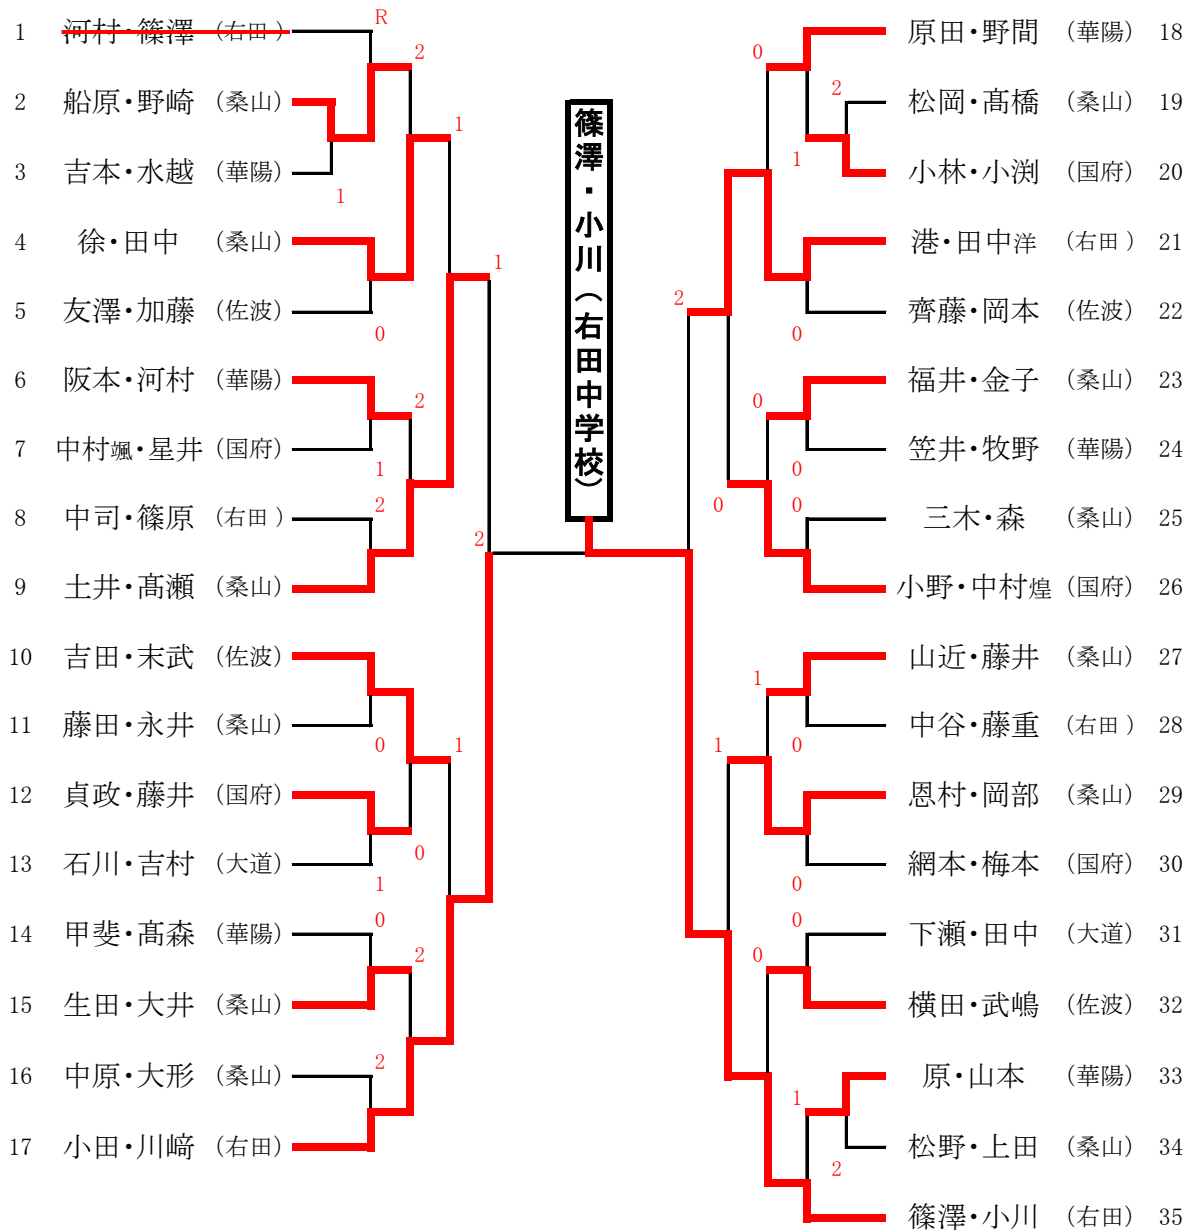 1 河村・篠澤 (右田) R
2
2 船原・野崎 (桑山)
1
3 吉本・水越 (華陽)
1
4 徐・田中 (桑山)
1
5 友澤・加藤 (佐波)
0
6 阪本・河村 (華陽)
2
7 中村颯・星井 (国府)
1
2
8 中司・篠原 (右田)
2
9 土井・髙瀬 (桑山)
10 吉田・末武 (佐波)
11 藤田・永井 (桑山)
0
1
12 貞政・藤井 (国府)
0
13 石川・吉村 (大道)
1
0
14 甲斐・髙森 (華陽)
2
15 生田・大井 (桑山)
2
16 中原・大形 (桑山)
17 小田・川﨑 (右田)
篠澤・小川(右田中学校)
原田・野間 (華陽) 18
0
2
松岡・髙橋 (桑山) 19
1
小林・小渕 (国府) 20
港・田中洋 (右田) 21
2
齊藤・岡本 (佐波) 22
0
福井・金子 (桑山) 23
0
笠井・牧野 (華陽) 24
0
0
0
三木・森 (桑山) 25
小野・中村煌 (国府) 26
山近・藤井 (桑山) 27
1
中谷・藤重 (右田) 28
1
0
恩村・岡部 (桑山) 29
網本・梅本 (国府) 30
0
0
下瀬・田中 (大道) 31
0
横田・武嶋 (佐波) 32
原・山本 (華陽) 33
1
松野・上田 (桑山) 34
2
篠澤・小川 (右田) 35